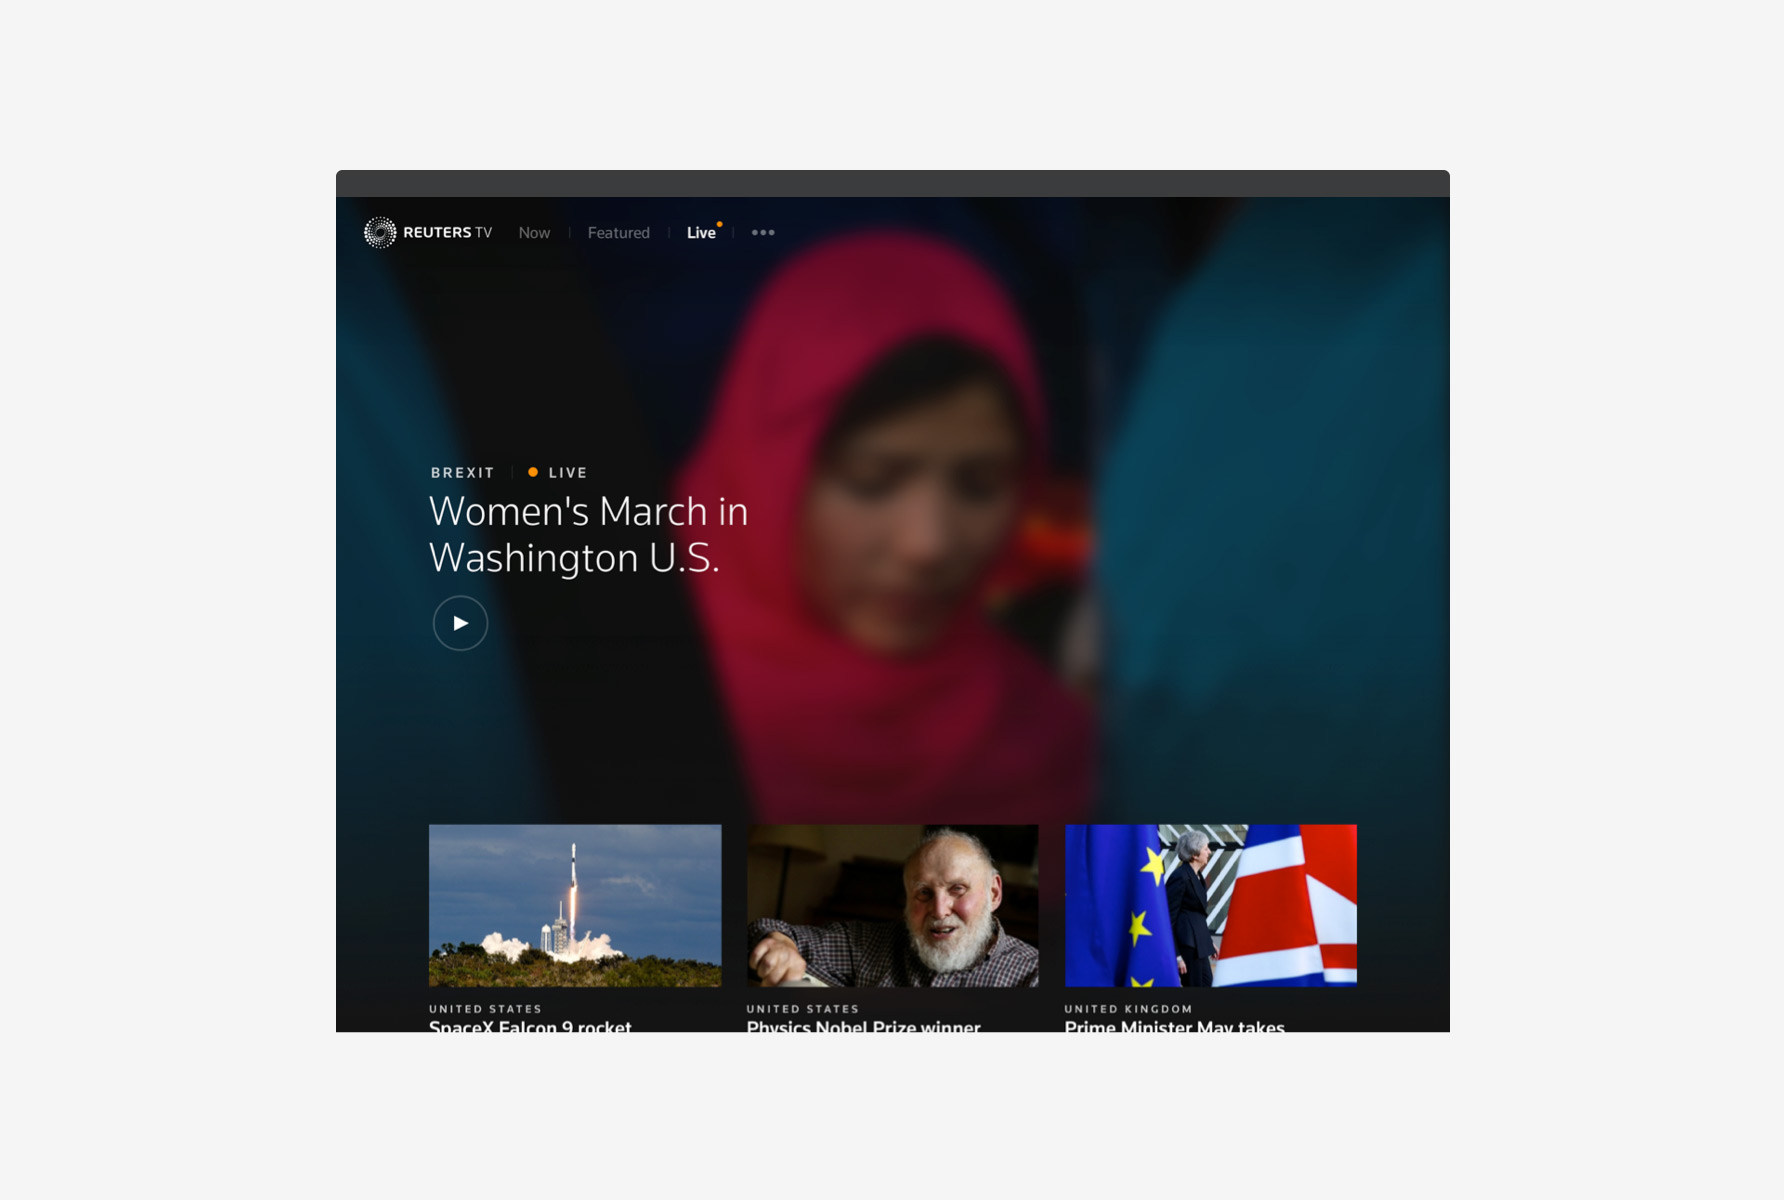 REUTERS TV Now Featured Live
BREXIT LIVE
Women's March in
Washington U.S.
UNITED STATES
SpaceX Falcon 9 rocket
UNITED STATES
Physics Nobel Prize winner
UNITED KINGDOM
Prime Minister May takes